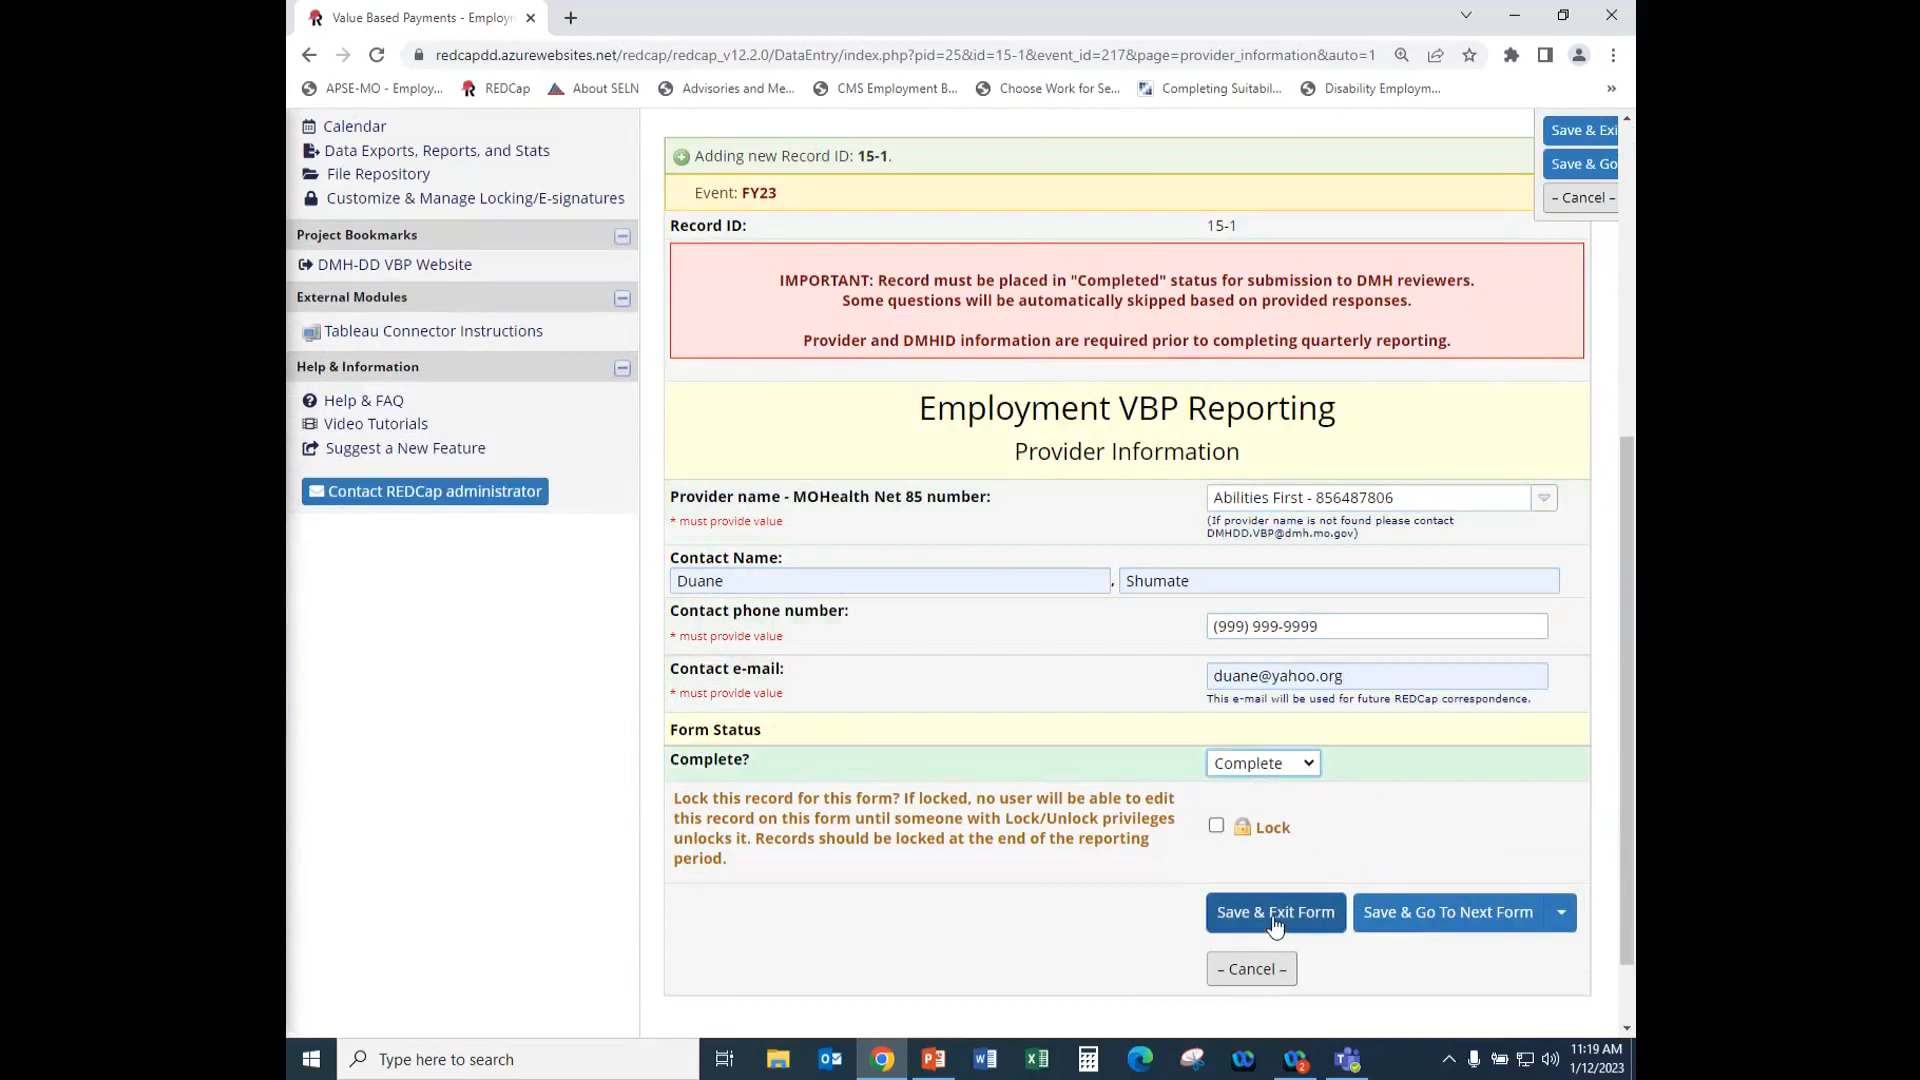 Value Based Payments - Employ
redcapdd.azurewebsites.net/redcap/redcap_v12.2.0/DataEntry/index.php?pid=25&id=15-1&event_id=217&page=provider_information&auto=1
APSE-MO - Employ...
REDCap
About SELN
Advisories and Me...
CMS Employment B...
Choose Work for Se...
Completing Suitabil...
Disability Employm...
»
Calendar
Data Exports, Reports, and Stats
File Repository
Customize & Manage Locking/E-signatures
Project Bookmarks
DMH-DD VBP Website
External Modules
Tableau Connector Instructions
Help & Information
Help & FAQ
Video Tutorials
Suggest a New Feature
Contact REDCap administrator
Save & Exi
Save & Go
– Cancel –
Adding new Record ID: 15-1.
Event: FY23
Record ID:
15-1
IMPORTANT: Record must be placed in "Completed" status for submission to DMH reviewers.
Some questions will be automatically skipped based on provided responses.
Provider and DMHID information are required prior to completing quarterly reporting.
Employment VBP Reporting
Provider Information
Provider name - MOHealth Net 85 number:
* must provide value
Abilities First - 856487806
(If provider name is not found please contact
DMHDD.VBP@dmh.mo.gov)
Contact Name:
Duane , Shumate
Contact phone number:
* must provide value
(999) 999-9999
Contact e-mail:
* must provide value
duane@yahoo.org
This e-mail will be used for future REDCap correspondence.
Form Status
Complete?
Complete
Lock this record for this form? If locked, no user will be able to edit
this record on this form until someone with Lock/Unlock privileges
unlocks it. Records should be locked at the end of the reporting
period.
Lock
Save & Exit Form
Save & Go To Next Form
– Cancel –
Type here to search
11:19 AM
1/12/2023